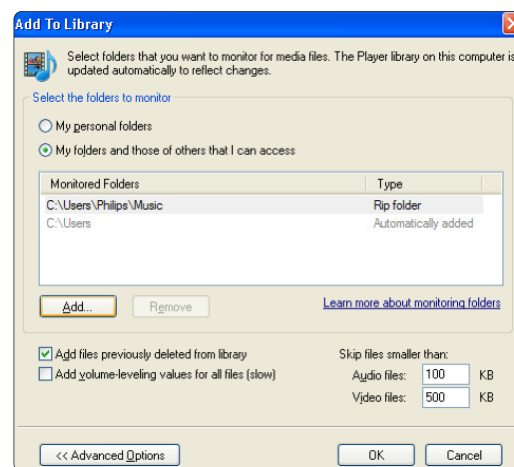 Add To Library
Select folders that you want to monitor for media files. The Player library on this computer is
updated automatically to reflect changes.
Select the folders to monitor
My personal folders
My folders and those of others that I can access
Monitored Folders Type
C:\Users\Philips\Music Rip folder
C:\Users Automatically added
Add... Remove Learn more about monitoring folders
Add files previously deleted from library Skip files smaller than:
Add volume-leveling values for all files (slow) Audio files: 100 KB
Video files: 500 KB
<< Advanced Options OK Cancel